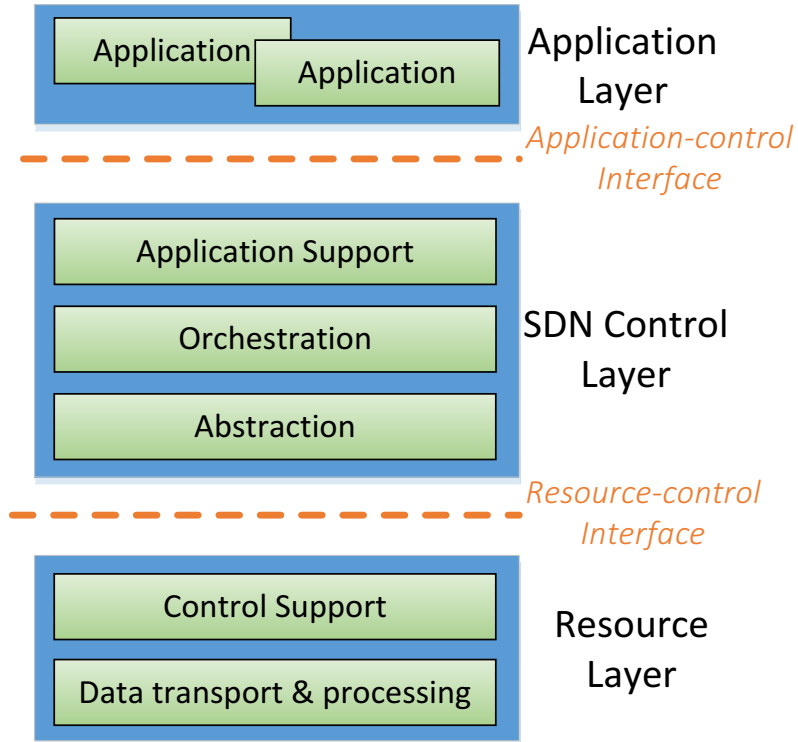 Application
Application
Application
Layer
Application-control
Interface
Application Support
Orchestration
Abstraction
SDN Control
Layer
Resource-control
Interface
Control Support
Data transport & processing
Resource
Layer